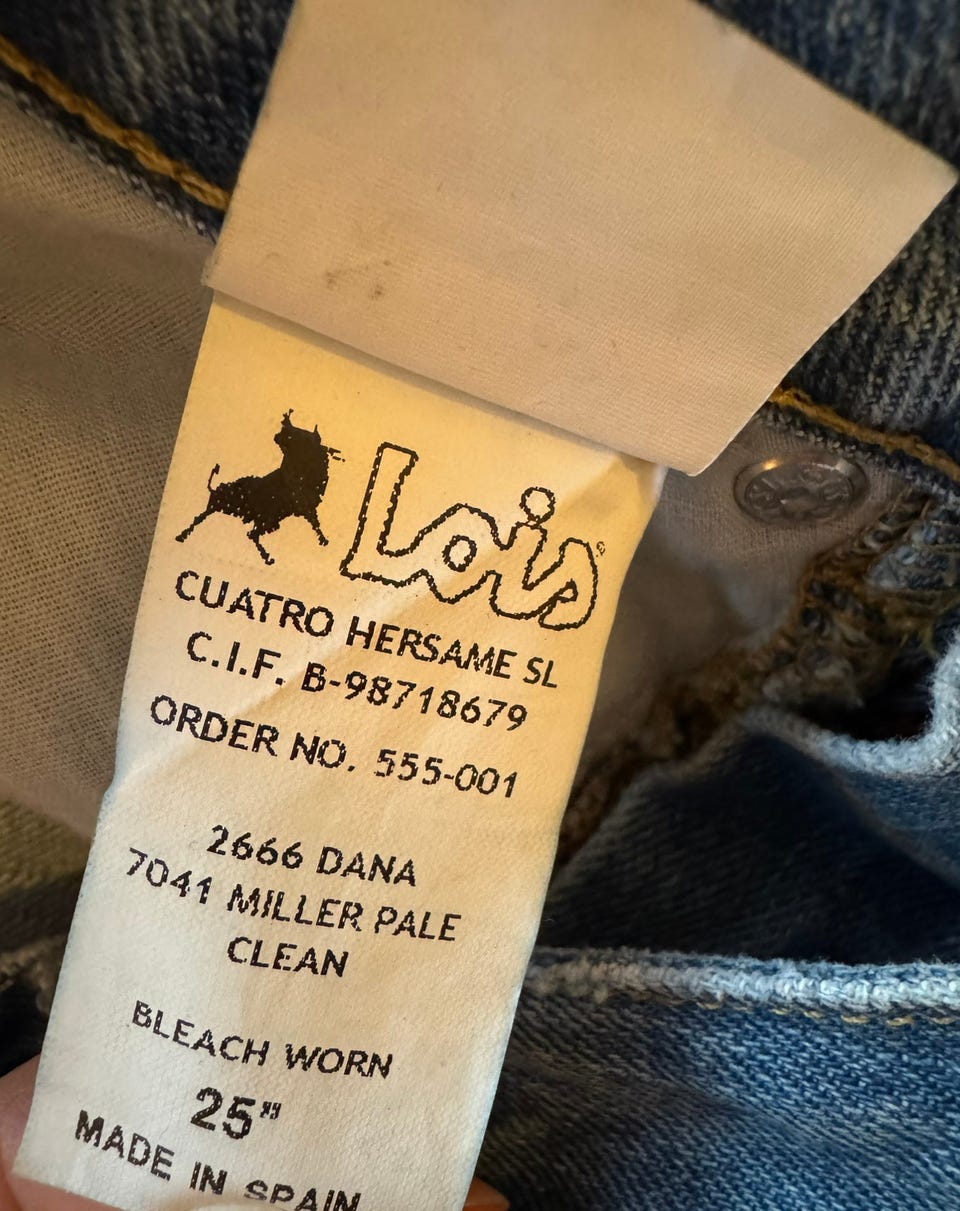 Lois®
CUATRO HERSAME SL
C.I.F. B-98718679
ORDER NO. 555-001
2666 DANA
7041 MILLER PALE
CLEAN
BLEACH WORN
25"
MADE IN SPAIN